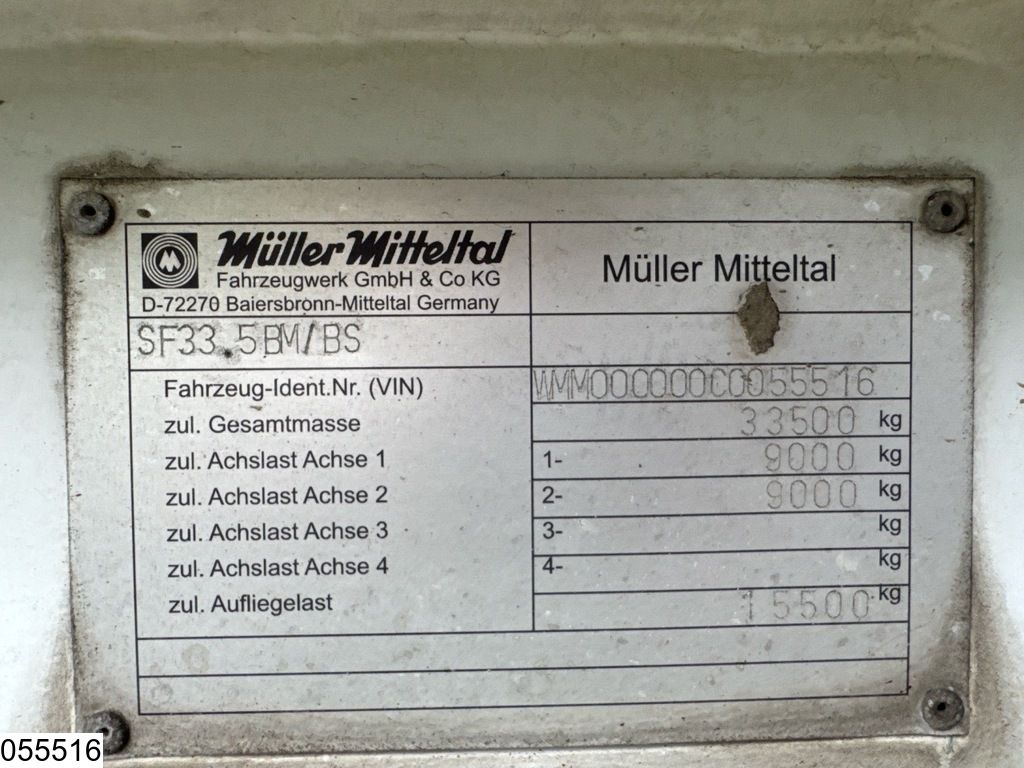 M Müller Mitteltal
Fahrzeugwerk GmbH & Co KG
D-72270 Baiersbronn-Mitteltal Germany
Müller Mitteltal
SF33.5BM/BS
Fahrzeug-Ident.Nr. (VIN) WMM000000C0055516
zul. Gesamtmasse 33500 kg
zul. Achslast Achse 1 1- 9000 kg
zul. Achslast Achse 2 2- 9000 kg
zul. Achslast Achse 3 3- kg
zul. Achslast Achse 4 4- kg
zul. Aufliegelast 15500 kg
055516